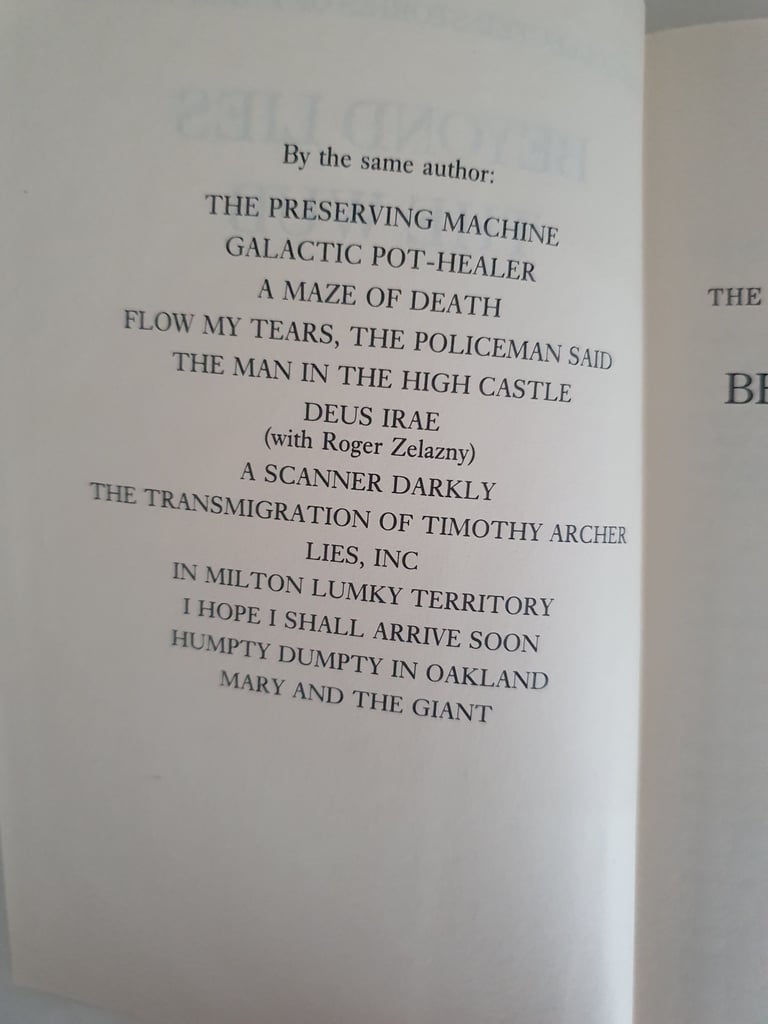 By the same author:
THE PRESERVING MACHINE
GALACTIC POT-HEALER
A MAZE OF DEATH
FLOW MY TEARS, THE POLICEMAN SAID
THE MAN IN THE HIGH CASTLE
DEUS IRAE
(with Roger Zelazny)
A SCANNER DARKLY
THE TRANSMIGRATION OF TIMOTHY ARCHER
LIES, INC
IN MILTON LUMKY TERRITORY
I HOPE I SHALL ARRIVE SOON
HUMPTY DUMPTY IN OAKLAND
MARY AND THE GIANT
THE
BEYOND LIES